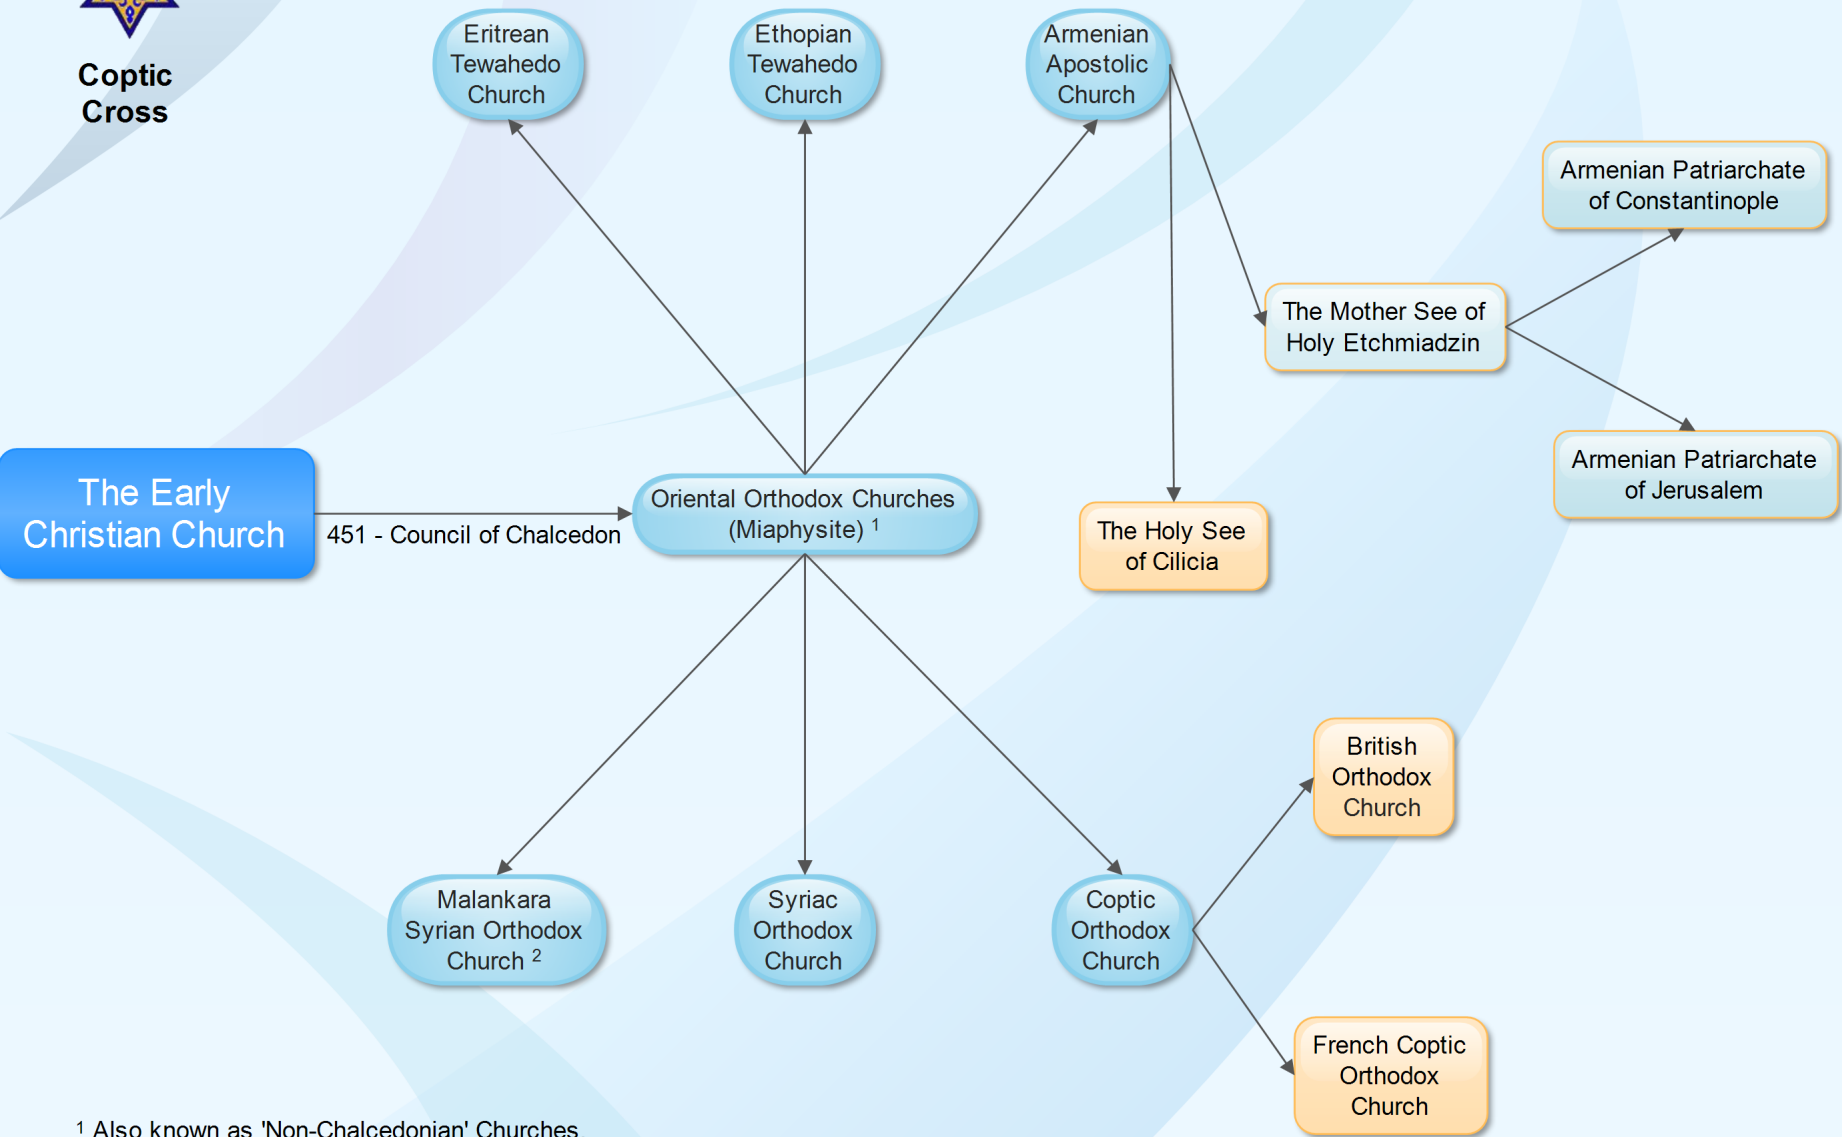 Coptic
Cross
Eritrean
Tewahedo
Church
Ethopian
Tewahedo
Church
Armenian
Apostolic
Church
Armenian Patriarchate
of Constantinople
The Mother See of
Holy Etchmiadzin
Armenian Patriarchate
of Jerusalem
The Early
Christian Church
451 - Council of Chalcedon
Oriental Orthodox Churches
(Miaphysite) ¹
The Holy See
of Cilicia
British
Orthodox
Church
Malankara
Syrian Orthodox
Church ²
Syriac
Orthodox
Church
Coptic
Orthodox
Church
French Coptic
Orthodox
Church
¹ Also known as 'Non-Chalcedonian' Churches.